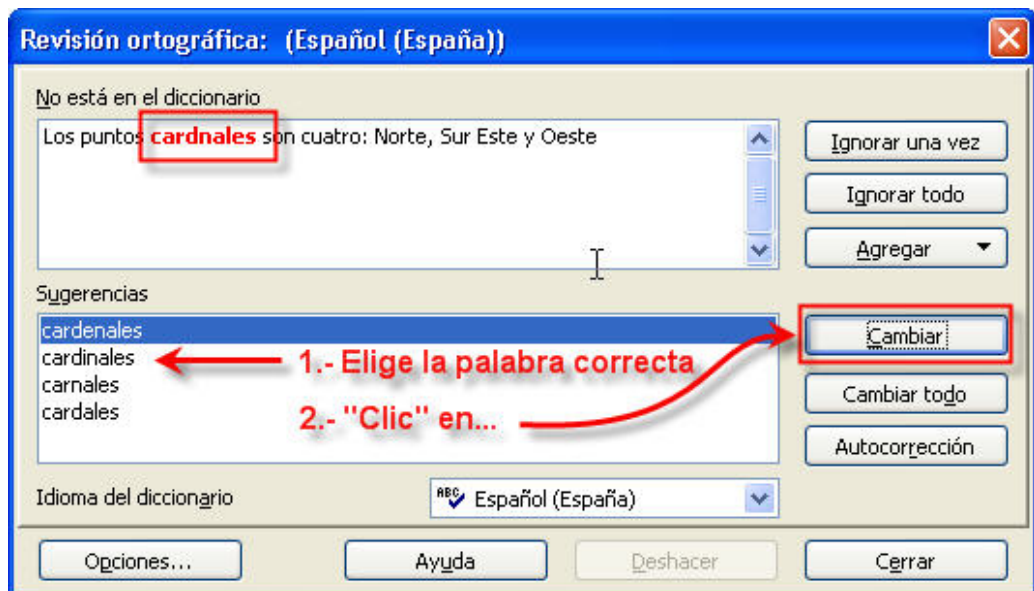 Revisión ortográfica: (Español (España))
No está en el diccionario
Los puntos cardnales son cuatro: Norte, Sur Este y Oeste
Ignorar una vez
Ignorar todo
Agregar
Sugerencias
cardenales
cardinales
carnales
cardales
1.- Elige la palabra correcta
2.- "Clic" en...
Cambiar
Cambiar todo
Autocorrección
Idioma del diccionario
ABC Español (España)
Opciones...
Ayuda
Deshacer
Cerrar